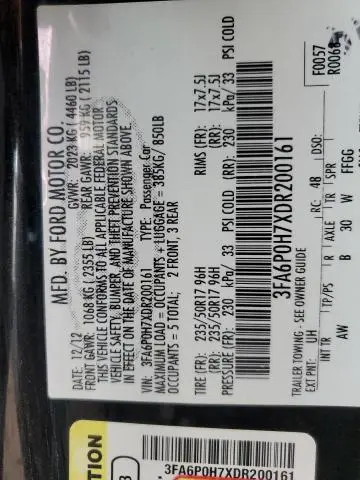 MFD. BY FORD MOTOR CO.
DATE: 12/12 GVWR: 2023 KG ( 4460 LB)
FRONT GAWR: 1068 KG ( 2355 LB) REAR GAWR: 959 KG ( 2115 LB)
THIS VEHICLE CONFORMS TO ALL APPLICABLE FEDERAL MOTOR
VEHICLE SAFETY, BUMPER, AND THEFT PREVENTION STANDARDS
IN EFFECT ON THE DATE OF MANUFACTURE SHOWN ABOVE.
VIN: 3FA6P0H7XDR200161 TYPE: Passenger Car
MAXIMUM LOAD = OCCUPANTS + LUGGAGE = 385KG/ 850LB
OCCUPANTS = 5 TOTAL; 2 FRONT, 3 REAR
TIRE (FR): 235/50R17 96H RIMS (FR): 17x7.5J
(RR): 235/50R17 96H (RR): 17x7.5J
PRESSURE (FR): 230 kPa/ 33 PSI COLD (RR): 230 kPa/ 33 PSI COLD
3FA6P0H7XDR200161
F0057
R0068
TRAILER TOWING - SEE OWNER GUIDE
EXT PNT: UH RC: 48 DSO:
INT TR TP/PS R AXLE TR SPR
AW B 30 W FEGG
TION
3FA6P0H7XDR200161